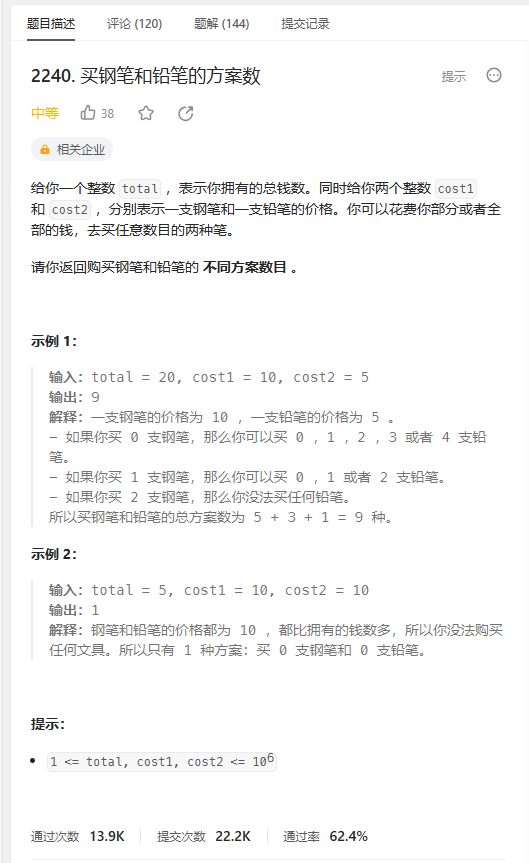 题目描述 评论 (120) 题解 (144) 提交记录
2240. 买钢笔和铅笔的方案数 提示
中等 38
相关企业
给你一个整数 total ，表示你拥有的总钱数。同时给你两个整数 cost1
和 cost2 ，分别表示一支钢笔和一支铅笔的价格。你可以花费你部分或者全
部的钱，去买任意数目的两种笔。
请你返回购买钢笔和铅笔的 不同方案数目 。
示例 1：
输入：total = 20, cost1 = 10, cost2 = 5
输出：9
解释：一支钢笔的价格为 10 ，一支铅笔的价格为 5 。
- 如果你买 0 支钢笔，那么你可以买 0 ，1 ，2 ，3 或者 4 支铅
笔。
- 如果你买 1 支钢笔，那么你可以买 0 ，1 或者 2 支铅笔。
- 如果你买 2 支钢笔，那么你没法买任何铅笔。
所以买钢笔和铅笔的总方案数为 5 + 3 + 1 = 9 种。
示例 2：
输入：total = 5, cost1 = 10, cost2 = 10
输出：1
解释：钢笔和铅笔的价格都为 10 ，都比拥有的钱数多，所以你没法购买
任何文具。所以只有 1 种方案：买 0 支钢笔和 0 支铅笔。
提示：
• 1 <= total, cost1, cost2 <= 10⁶
通过次数 13.9K 提交次数 22.2K 通过率 62.4%